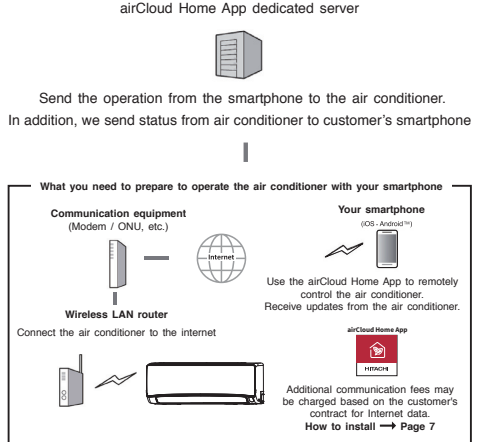 airCloud Home App dedicated server
Send the operation from the smartphone to the air conditioner.
In addition, we send status from air conditioner to customer's smartphone
What you need to prepare to operate the air conditioner with your smartphone
Communication equipment
(Modem / ONU, etc.)
Internet
Wireless LAN router
Connect the air conditioner to the internet
Your smartphone
(iOS - Android™)
Use the airCloud Home App to remotely
control the air conditioner.
Receive updates from the air conditioner.
airCloud Home App
HITACHI
Additional communication fees may
be charged based on the customer's
contract for Internet data.
How to install → Page 7